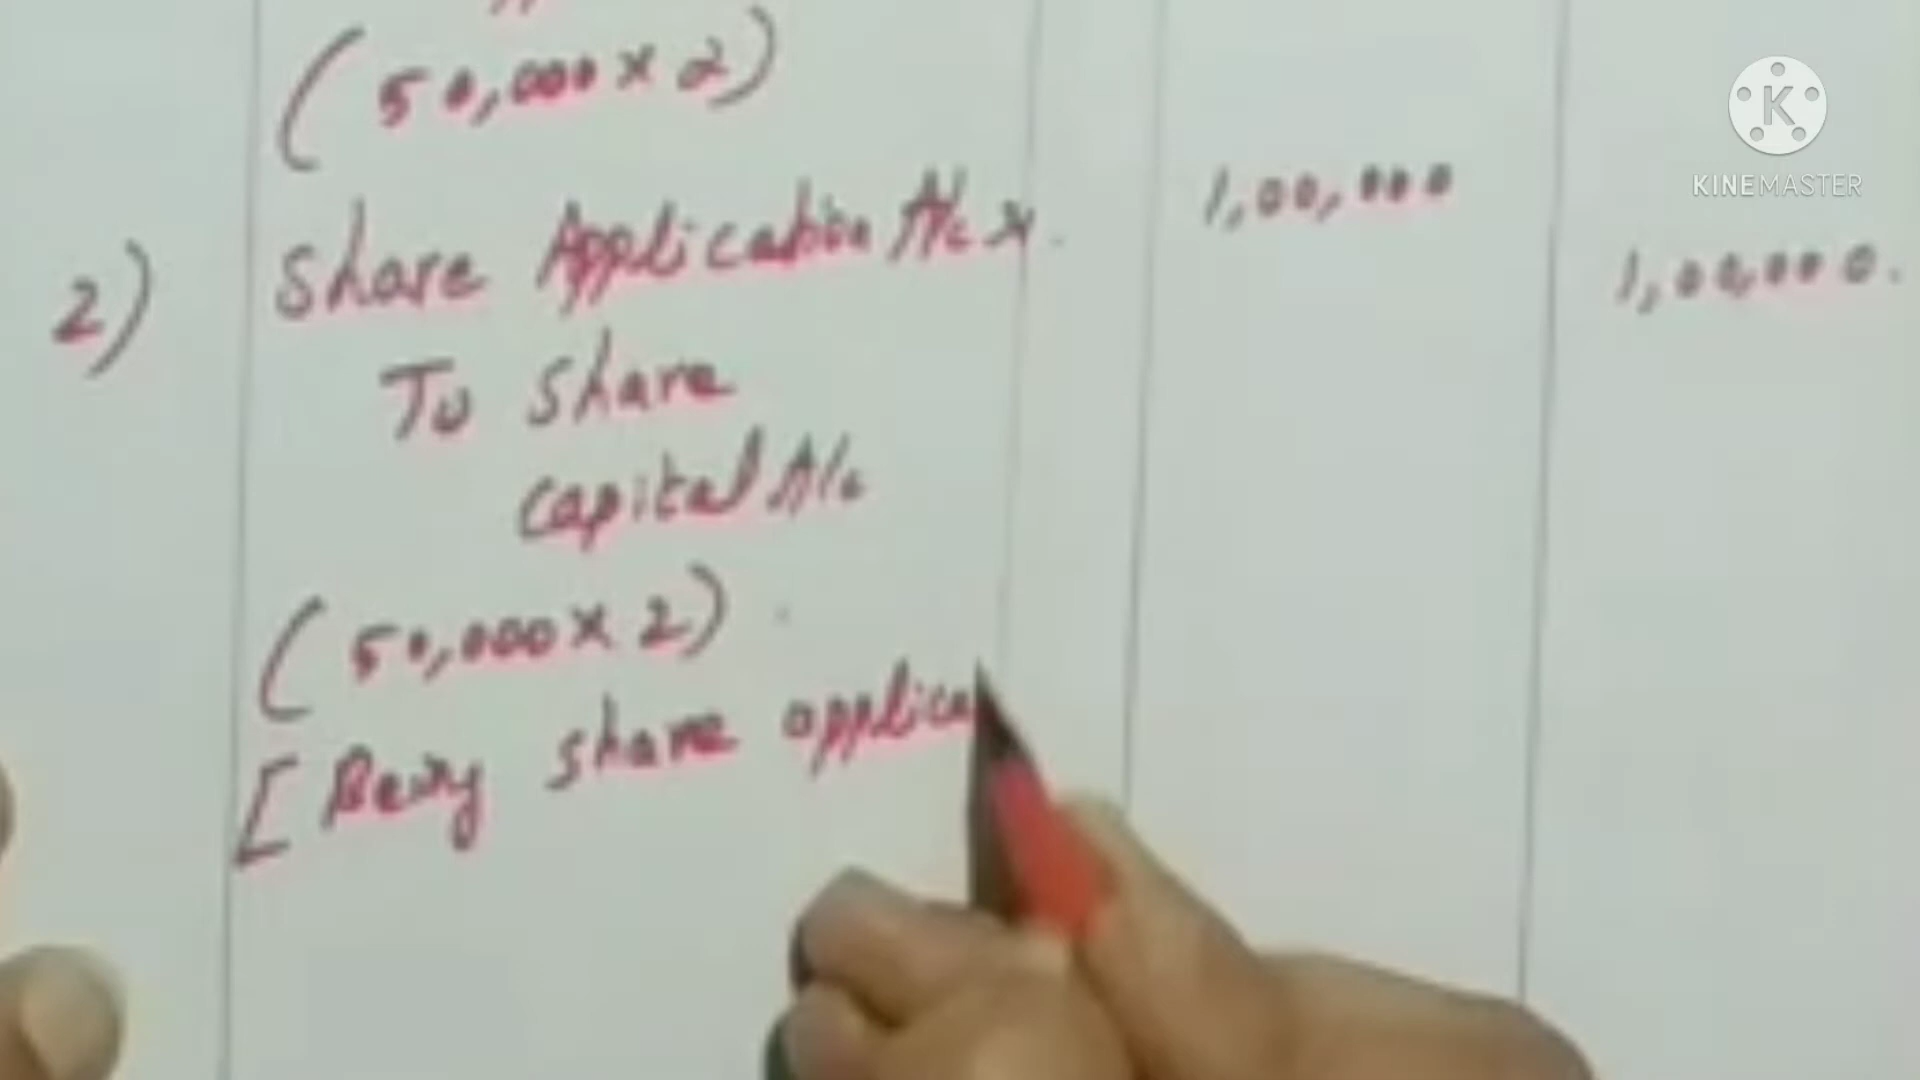 (50,000 × 2)
2) Share Application A/c Dr. 1,00,000
To Share 1,00,000.
Capital A/c
(50,000 × 2)
[Being share applica
K
KINEMASTER